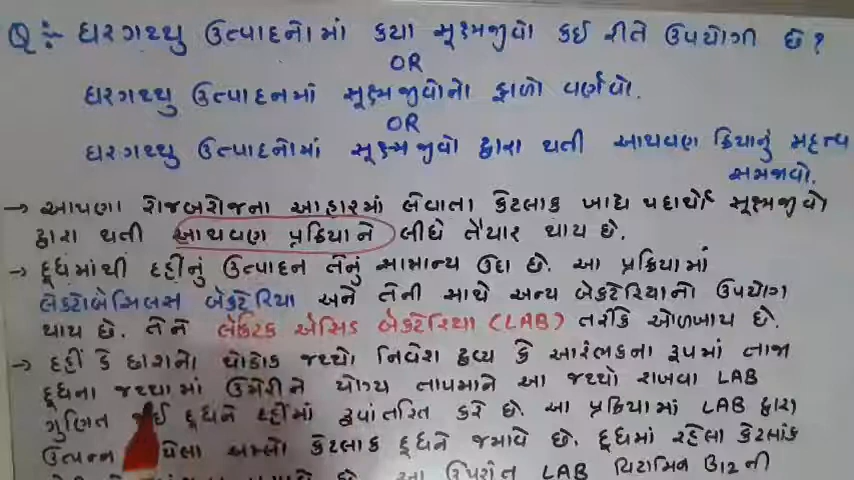 Q :- ઘરગથ્થુ ઉત્પાદનોમાં કયા સૂક્ષ્મજીવો કઈ રીતે ઉપયોગી છે?
OR
ઘરગથ્થુ ઉત્પાદનમાં સૂક્ષ્મજીવોનો ફાળો વર્ણવો.
OR
ઘરગથ્થુ ઉત્પાદનોમાં સૂક્ષ્મજીવો દ્વારા થતી આથવણ ક્રિયાનું મહત્ત્વ
સમજાવો.
→ આપણા રોજબરોજના આહારમાં લેવાતા કેટલાક ખાદ્ય પદાર્થો સૂક્ષ્મજીવો
દ્વારા થતી આથવણ પ્રક્રિયાને લીધે તૈયાર થાય છે.
→ દૂધમાંથી દહીંનું ઉત્પાદન તેનું સામાન્ય ઉદા છે. આ પ્રક્રિયામાં
લેક્ટોબેસિલસ બેક્ટેરિયા અને તેની સાથે અન્ય બેક્ટેરિયાનો ઉપયોગ
થાય છે. તેને લેક્ટિક એસિડ બેક્ટેરિયા (LAB) તરીકે ઓળખાય છે.
→ દહીં કે છાશનો થોડોક જથ્થો નિવેશ દ્રવ્ય કે આરંભકના રૂપમાં તાજા
દૂધના જથ્થામાં ઉમેરીને યોગ્ય તાપમાને આ જથ્થો રાખવા LAB
ગુણિત થઈ દૂધને દહીંમાં રૂપાંતરિત કરે છે. આ પ્રક્રિયામાં LAB દ્વારા
ઉત્પન્ન અમ્લો કેટલાક દૂધને જમાવે છે. દૂધમાં રહેલા કેટલાંક
છે. આ ઉપરાંત LAB વિટામિન B12 ની